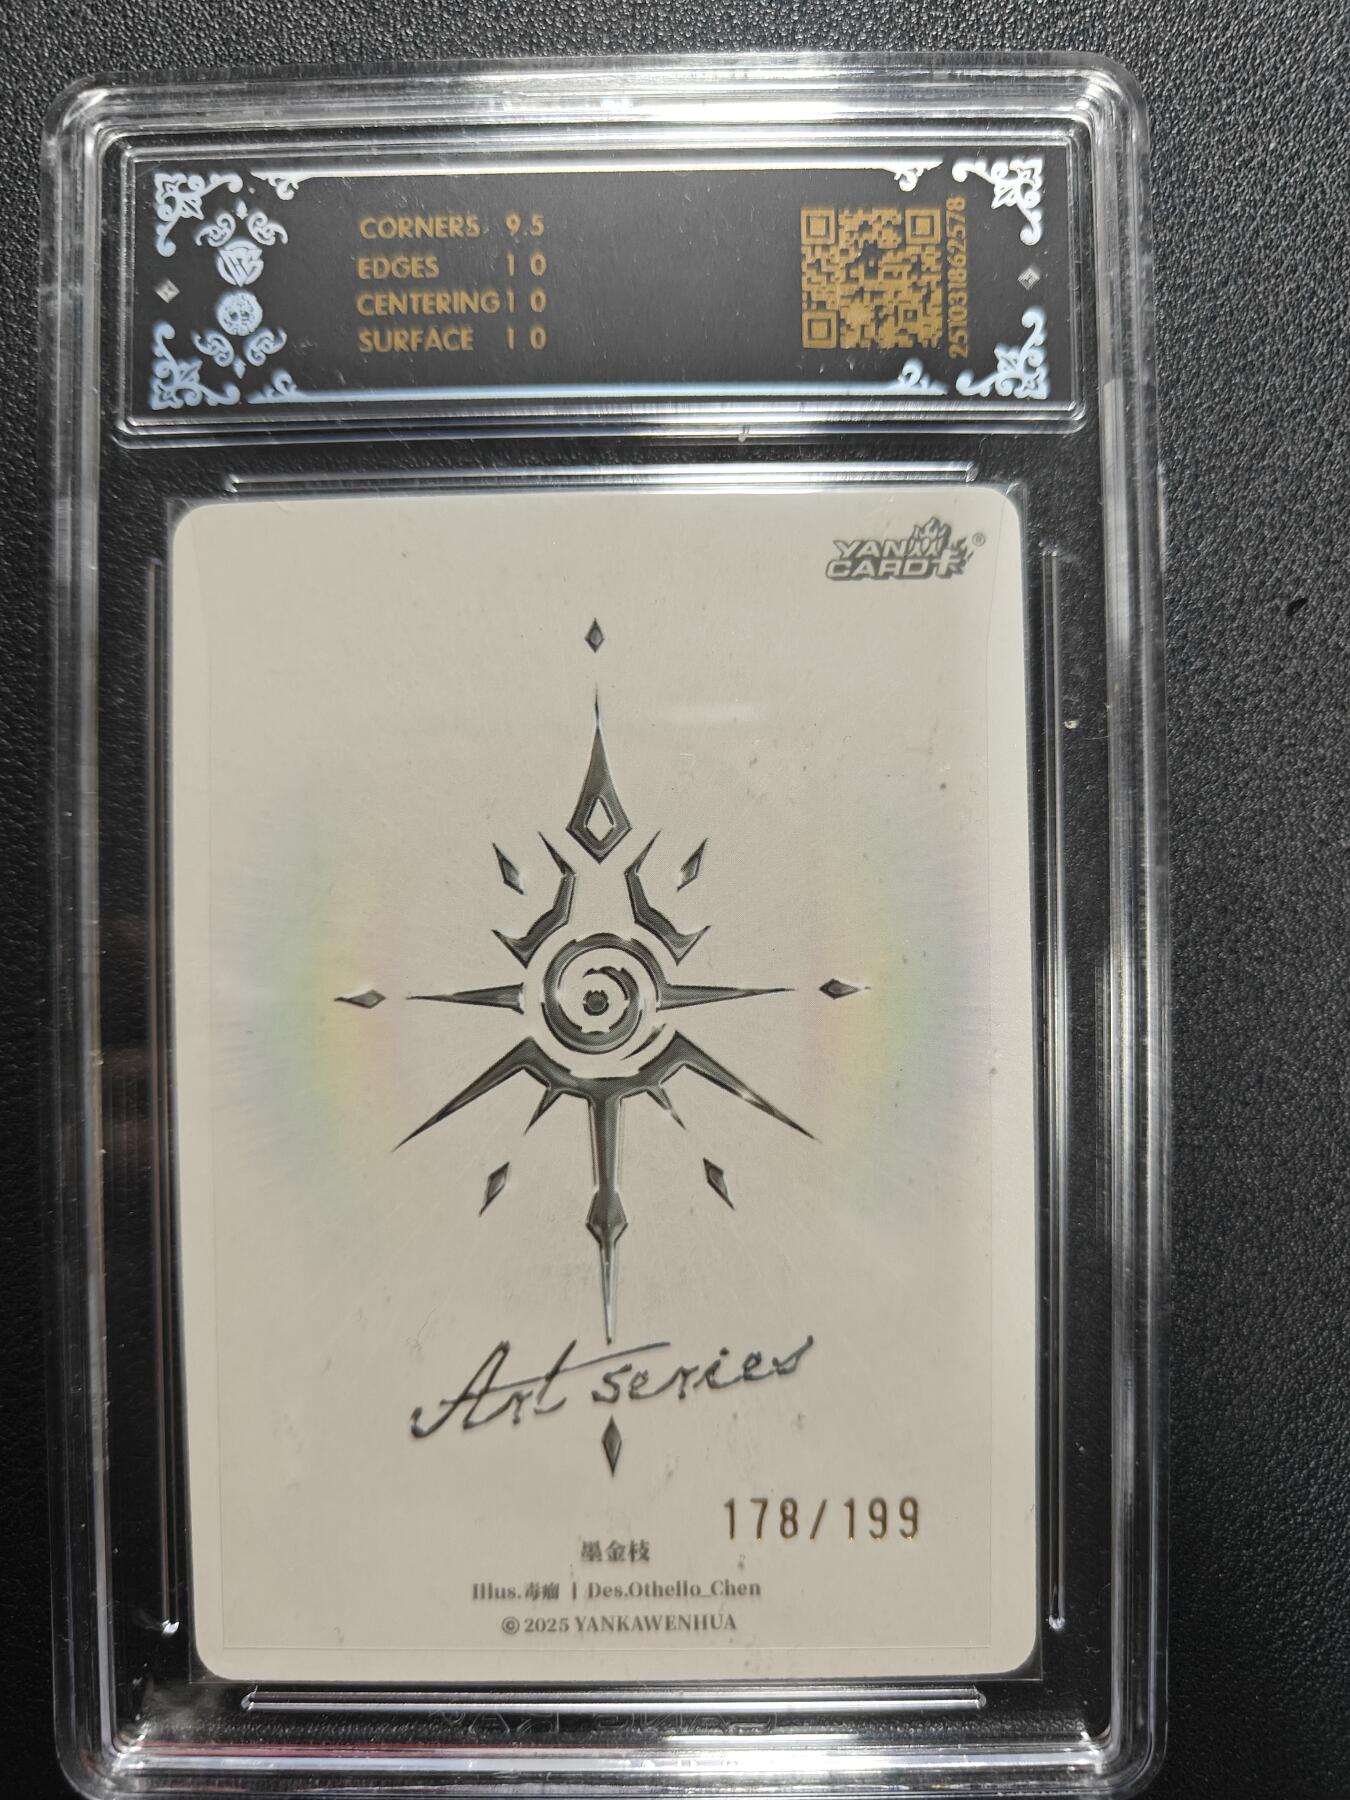 CORNERS 9.5
EDGES 10
CENTERING 10
SURFACE 10
251031862578
YAN
CARD
®
Art series
178/199
墨金枝
Illus.毒瘤 | Des.Othello_Chen
© 2025 YANKAWENHUA